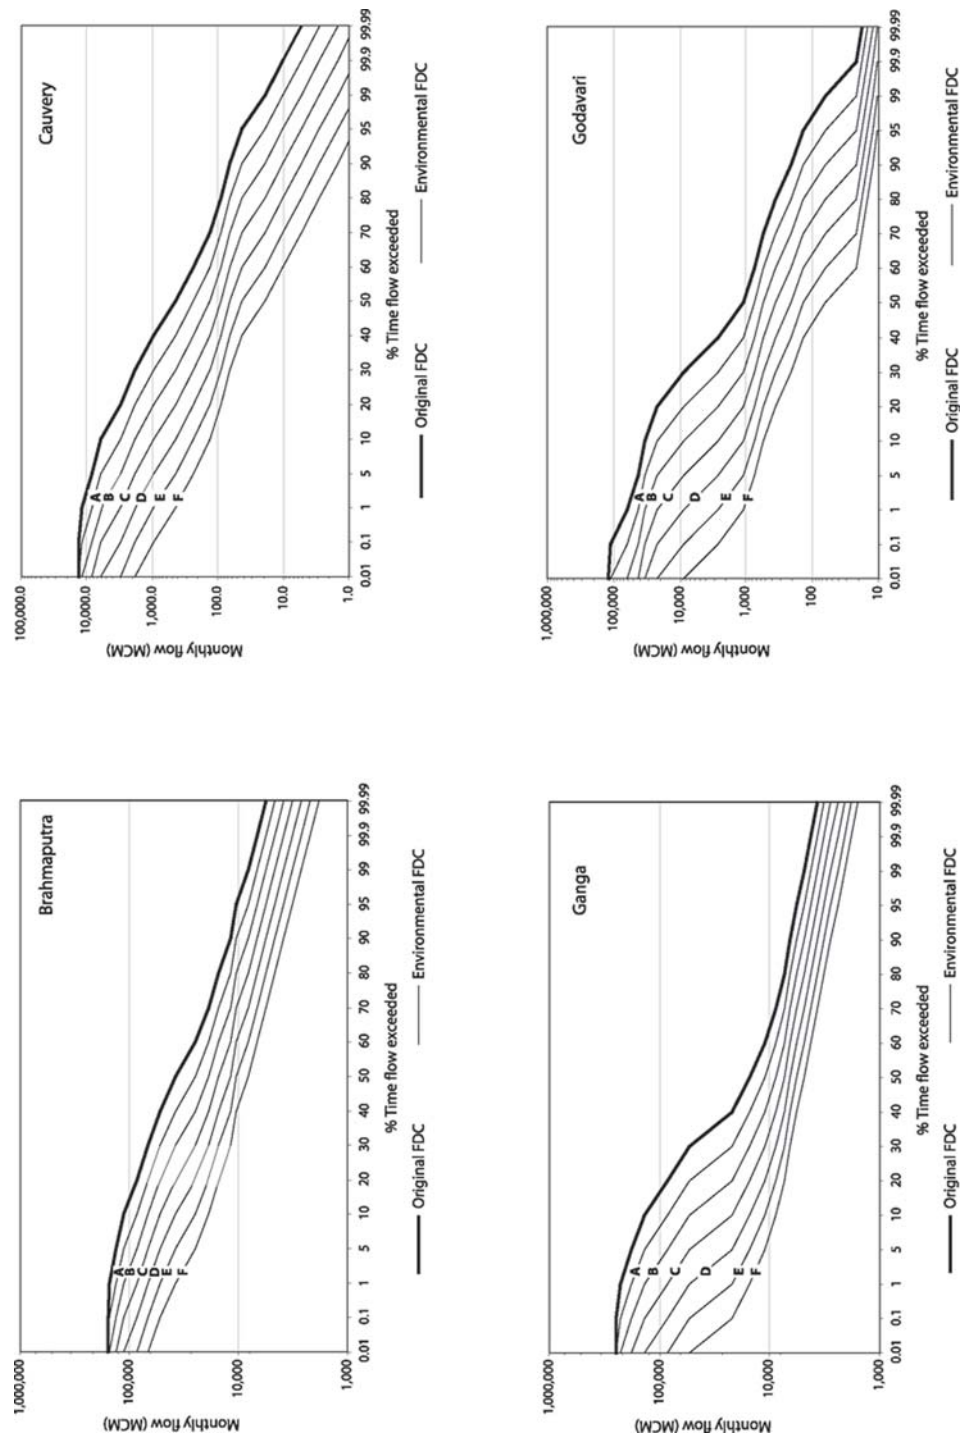 Brahmaputra
Monthly flow (MCM)
1,000,000
100,000
10,000
1,000
A
B
C
D
E
F
0.01 0.1 1 5 10 20 30 40 50 60 70 80 90 95 99 99.9 99.99
% Time flow exceeded
Original FDC Environmental FDC
Cauvery
Monthly flow (MCM)
100,000.0
10,000.0
1,000.0
100.0
10.0
1.0
A
B
C
D
E
F
0.01 0.1 1 5 10 20 30 40 50 60 70 80 90 95 99 99.9 99.99
% Time flow exceeded
Original FDC Environmental FDC
Ganga
Monthly flow (MCM)
1,000,000
100,000
10,000
1,000
A
B
C
D
E
F
0.01 0.1 1 5 10 20 30 40 50 60 70 80 90 95 99 99.9 99.99
% Time flow exceeded
Original FDC Environmental FDC
Godavari
Monthly flow (MCM)
1,000,000
100,000
10,000
1,000
100
10
A
B
C
D
E
F
0.01 0.1 1 5 10 20 30 40 50 60 70 80 90 95 99 99.9 99.99
% Time flow exceeded
Original FDC Environmental FDC